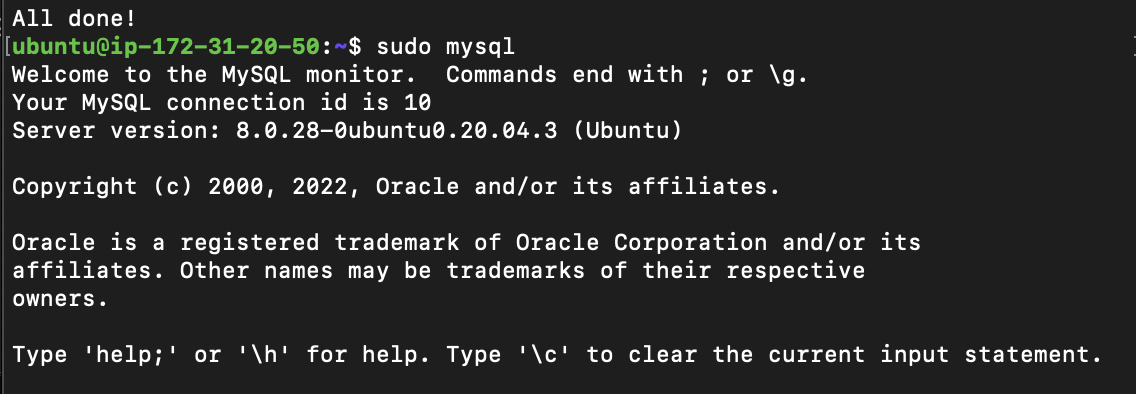 All done!
[ubuntu@ip-172-31-20-50:~$ sudo mysql
Welcome to the MySQL monitor.  Commands end with ; or \g.
Your MySQL connection id is 10
Server version: 8.0.28-0ubuntu0.20.04.3 (Ubuntu)
Copyright (c) 2000, 2022, Oracle and/or its affiliates.
Oracle is a registered trademark of Oracle Corporation and/or its
affiliates. Other names may be trademarks of their respective
owners.
Type 'help;' or '\h' for help. Type '\c' to clear the current input statement.